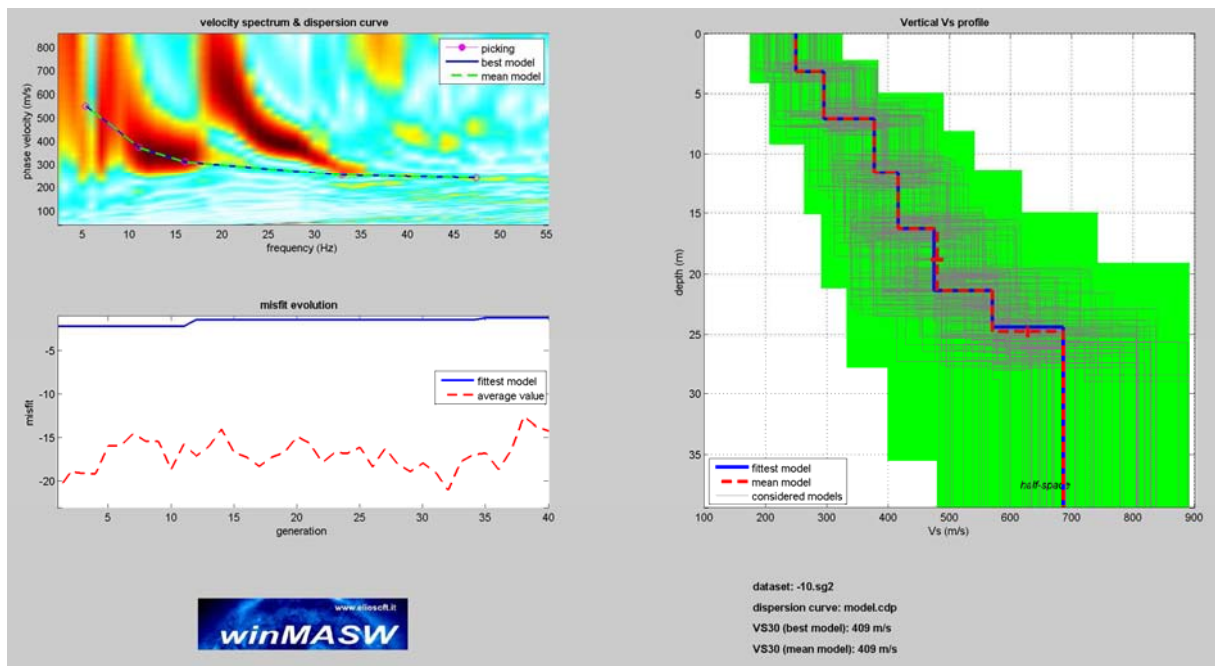 velocity spectrum & dispersion curve
800
700
600
500
400
300
200
100
phase velocity (m/s)
picking
best model
mean model
5 10 15 20 25 30 35 40 45 50 55
frequency (Hz)
misfit evolution
-5
-10
-15
-20
misfit
fittest model
average value
5 10 15 20 25 30 35 40
generation
www.eliosoft.it
winMASW
Vertical Vs profile
0
5
10
15
20
25
30
35
depth (m)
fittest model
mean model
considered models
half-space
100 200 300 400 500 600 700 800 900
Vs (m/s)
dataset: -10.sg2
dispersion curve: model.cdp
VS30 (best model): 409 m/s
VS30 (mean model): 409 m/s